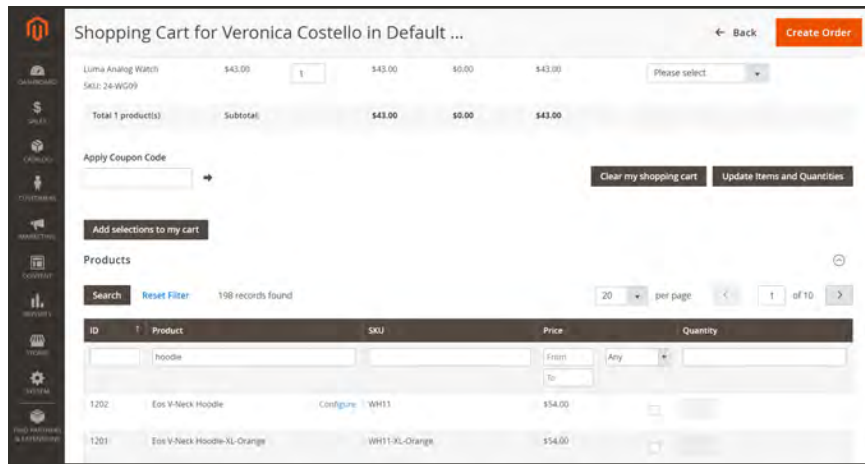 Shopping Cart for Veronica Costello in Default ...
← Back
Create Order
DASHBOARD
SALES
CATALOG
CUSTOMERS
MARKETING
CONTENT
REPORTS
STORES
SYSTEM
FIND PARTNERS
& EXTENSIONS
Luma Analog Watch $43.00 1 $43.00 $0.00 $43.00 Please select
SKU: 24-WG09
Total 1 product(s) Subtotal: $43.00 $0.00 $43.00
Apply Coupon Code
Clear my shopping cart Update Items and Quantities
Add selections to my cart
Products
Search Reset Filter 198 records found 20 per page 1 of 10
ID ↑ Product SKU Price Quantity
hoodie From Any
To
1202 Eos V-Neck Hoodie Configure WH11 $54.00
1201 Eos V-Neck Hoodie-XL-Orange WH11-XL-Orange $54.00